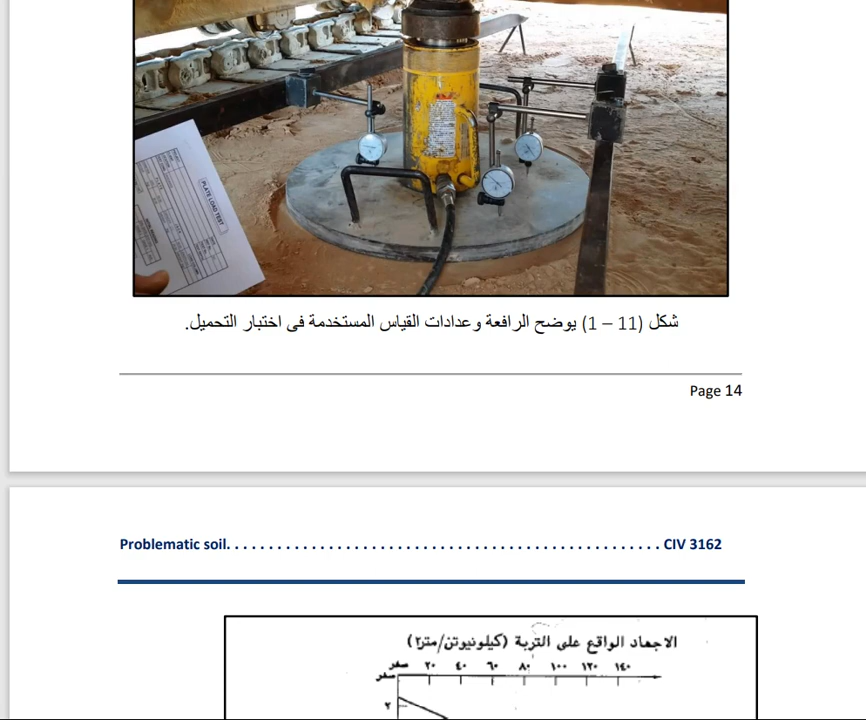 PLATE LOAD TEST
شكل (11 – 1) يوضح الرافعة وعدادات القياس المستخدمة فى اختبار التحميل.
Page 14
Problematic soil. . . . . . . . . . . . . . . . . . . . . . . . . . . . . . . . . . . . . . . . . . . . . . . . . . CIV 3162
الاجهاد الواقع على التربة (كيلونيوتن/متر٢)
صفر ٢٠ ٤٠ ٦٠ ٨٠ ١٠٠ ١٢٠ ١٤٠
صفر
٢